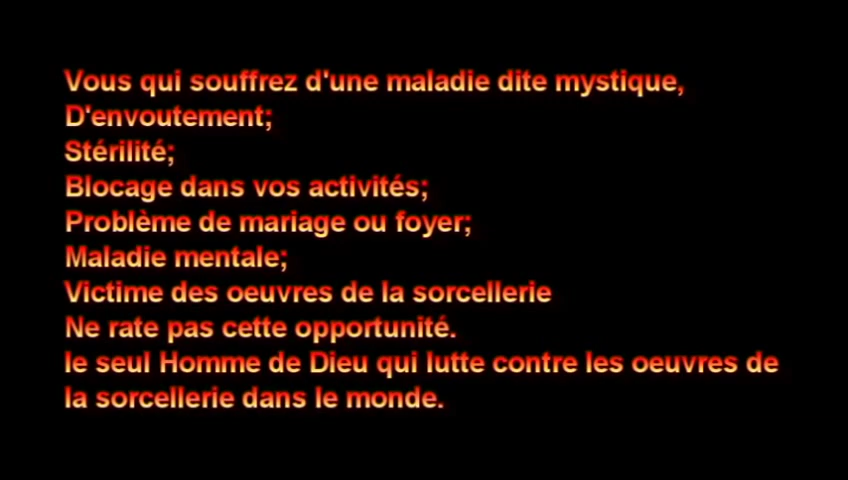 Vous qui souffrez d'une maladie dite mystique,
D'envoutement;
Stérilité;
Blocage dans vos activités;
Problème de mariage ou foyer;
Maladie mentale;
Victime des oeuvres de la sorcellerie
Ne rate pas cette opportunité.
le seul Homme de Dieu qui lutte contre les oeuvres de
la sorcellerie dans le monde.